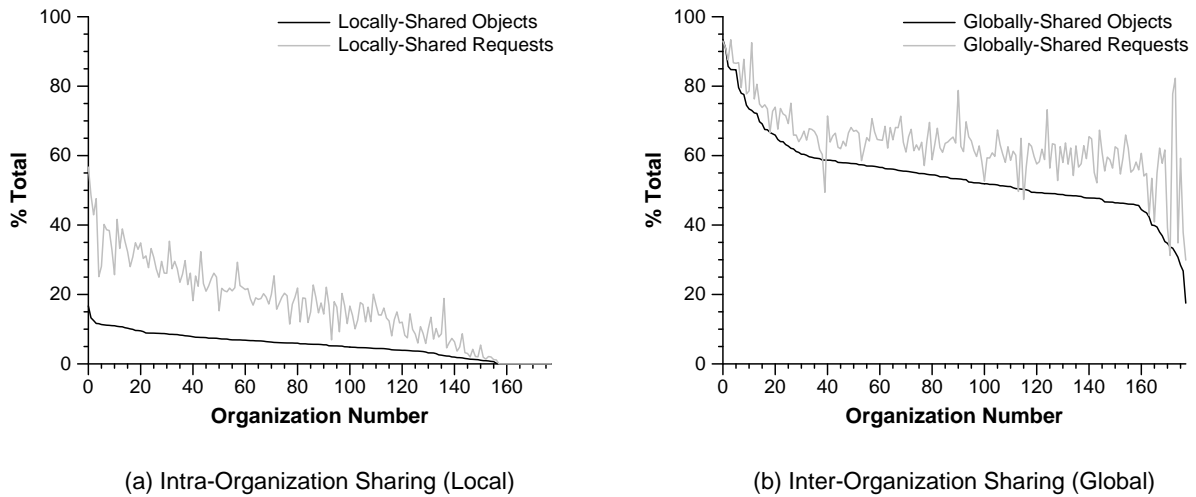 100
80
60
40
20
0
% Total
Locally-Shared Objects
Locally-Shared Requests
0 20 40 60 80 100 120 140 160
Organization Number
(a) Intra-Organization Sharing (Local)
100
80
60
40
20
0
% Total
Globally-Shared Objects
Globally-Shared Requests
0 20 40 60 80 100 120 140 160
Organization Number
(b) Inter-Organization Sharing (Global)